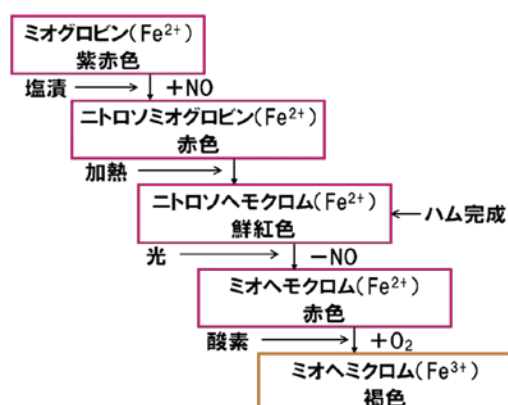 ミオグロビン(Fe²⁺)
紫赤色
塩漬
+NO
ニトロソミオグロビン(Fe²⁺)
赤色
加熱
ニトロソヘモクロム(Fe²⁺)
鮮紅色
ハム完成
光
-NO
ミオヘモクロム(Fe²⁺)
赤色
酸素
+O₂
ミオヘミクロム(Fe³⁺)
褐色